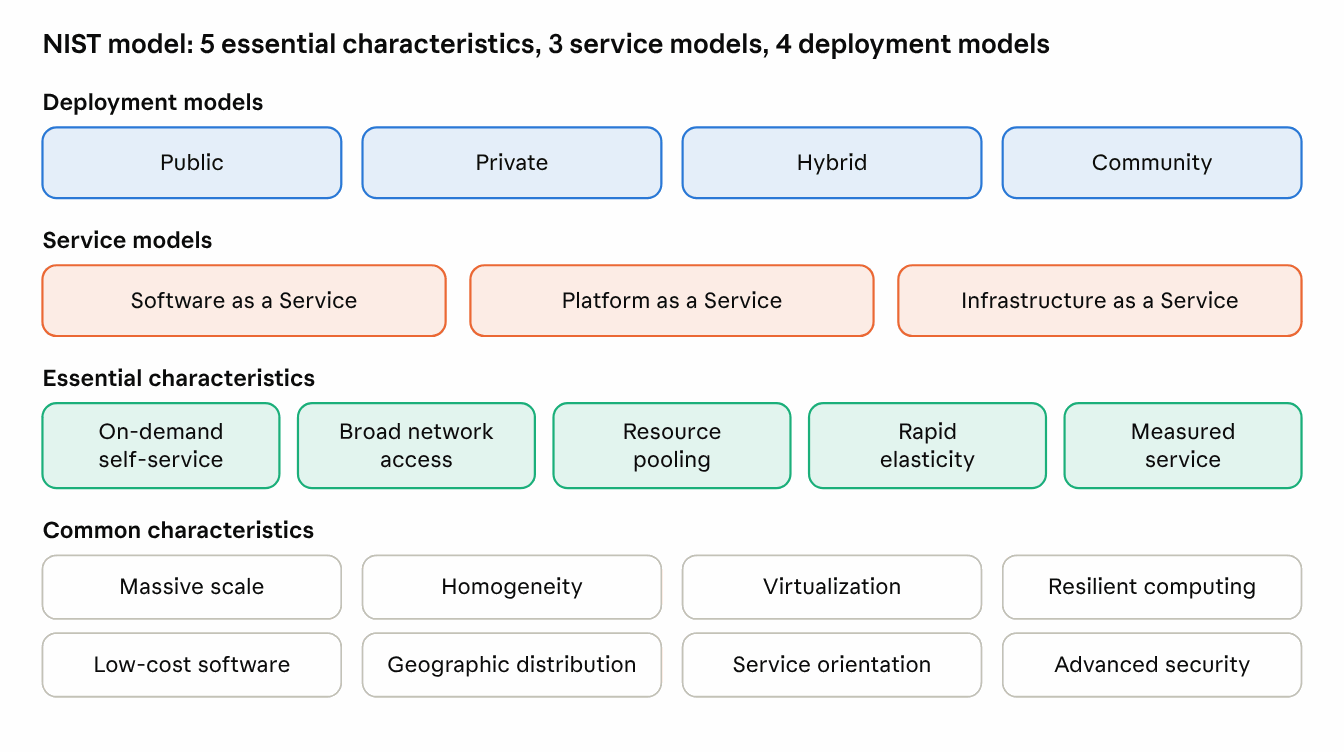 NIST model: 5 essential characteristics, 3 service models, 4 deployment models
Deployment models
Public
Private
Hybrid
Community
Service models
Software as a Service
Platform as a Service
Infrastructure as a Service
Essential characteristics
On-demand
self-service
Broad network
access
Resource
pooling
Rapid
elasticity
Measured
service
Common characteristics
Massive scale
Homogeneity
Virtualization
Resilient computing
Low-cost software
Geographic distribution
Service orientation
Advanced security